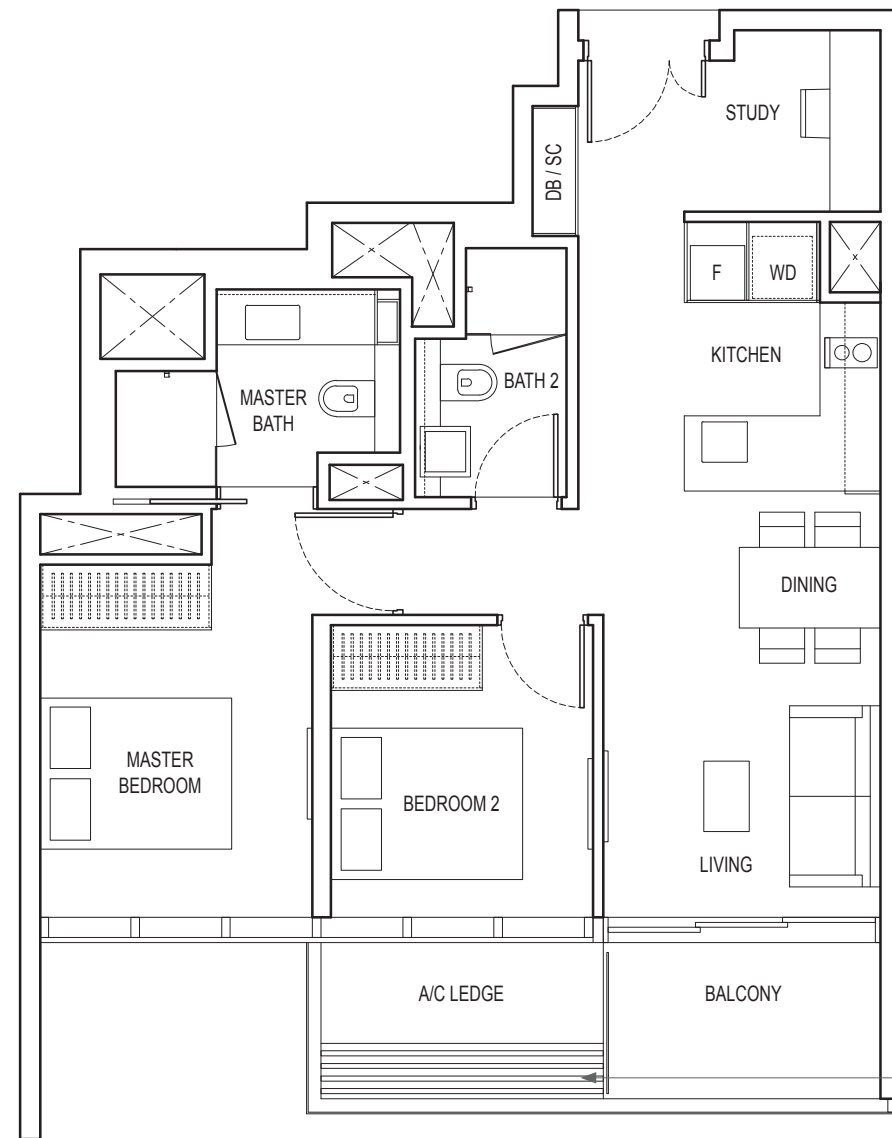 STUDY
DB / SC
F
WD
KITCHEN
MASTER
BATH
BATH 2
DINING
MASTER
BEDROOM
BEDROOM 2
LIVING
A/C LEDGE
BALCONY